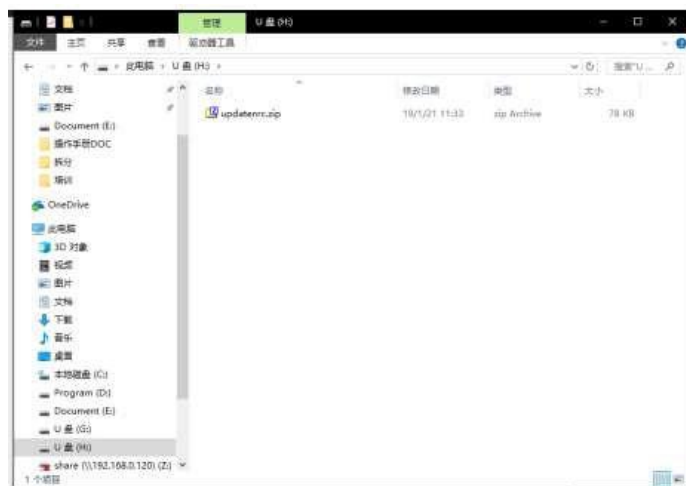 管理
U 盘 (H:)
文件 主页 共享 查看 驱动器工具
此电脑 › U 盘 (H:) ›
搜索"U ...
文档
图片
Document (E:)
操作手册DOC
拆分
培训
OneDrive
此电脑
3D 对象
视频
图片
文档
下载
音乐
桌面
本地磁盘 (C:)
Program (D:)
Document (E:)
U 盘 (G:)
U 盘 (H:)
share (\\192.168.0.120) (Z:)
名称 修改日期 类型 大小
updatenrc.zip 19/1/21 11:33 zip Archive 78 KB
1 个项目